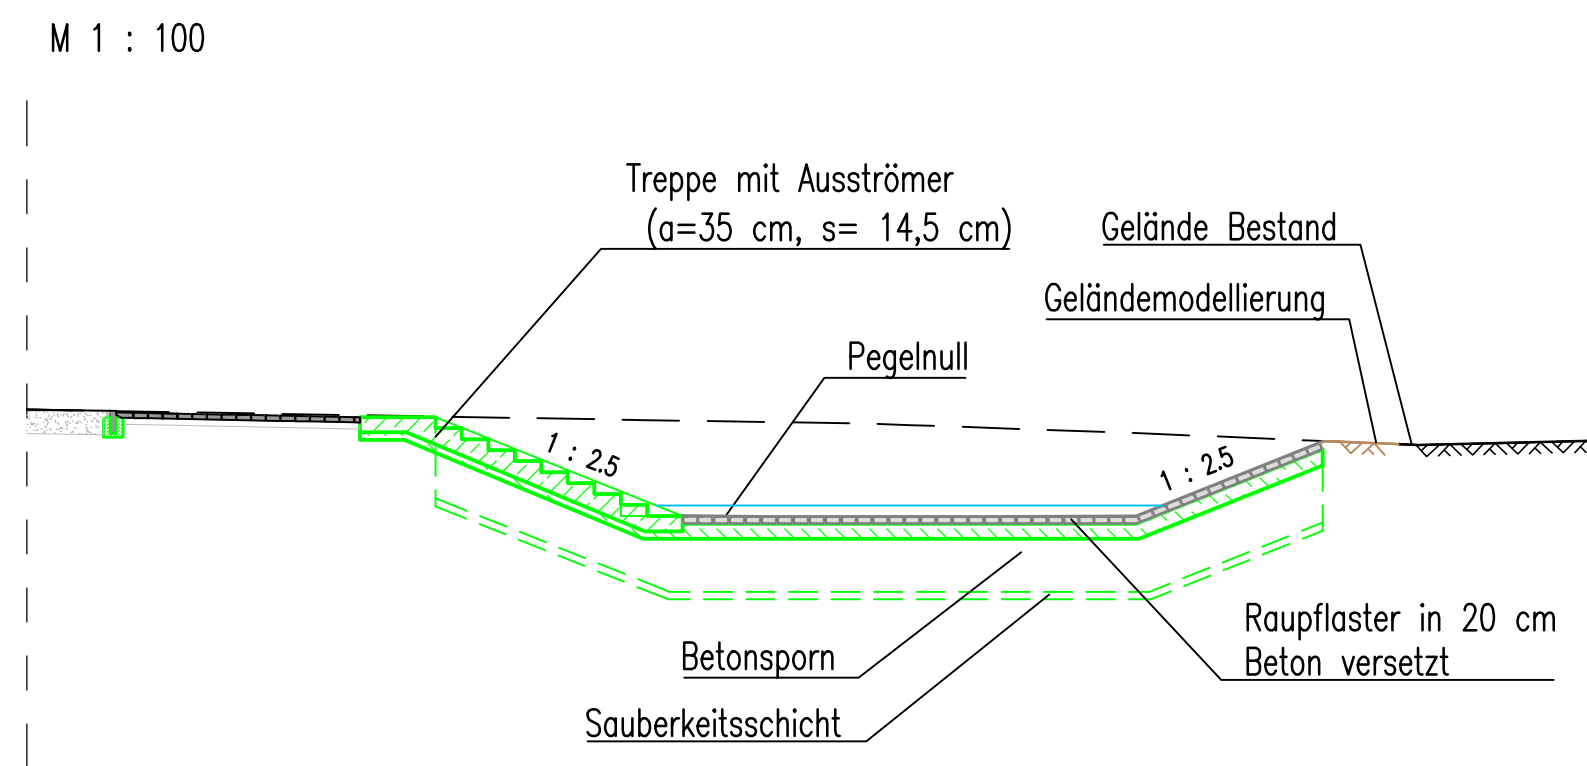 M 1 : 100
Treppe mit Ausströmer
(a=35 cm, s= 14,5 cm)
Gelände Bestand
Geländemodellierung
Pegelnull
1 : 2.5
1 : 2.5
Raupflaster in 20 cm
Beton versetzt
Betonsporn
Sauberkeitsschicht